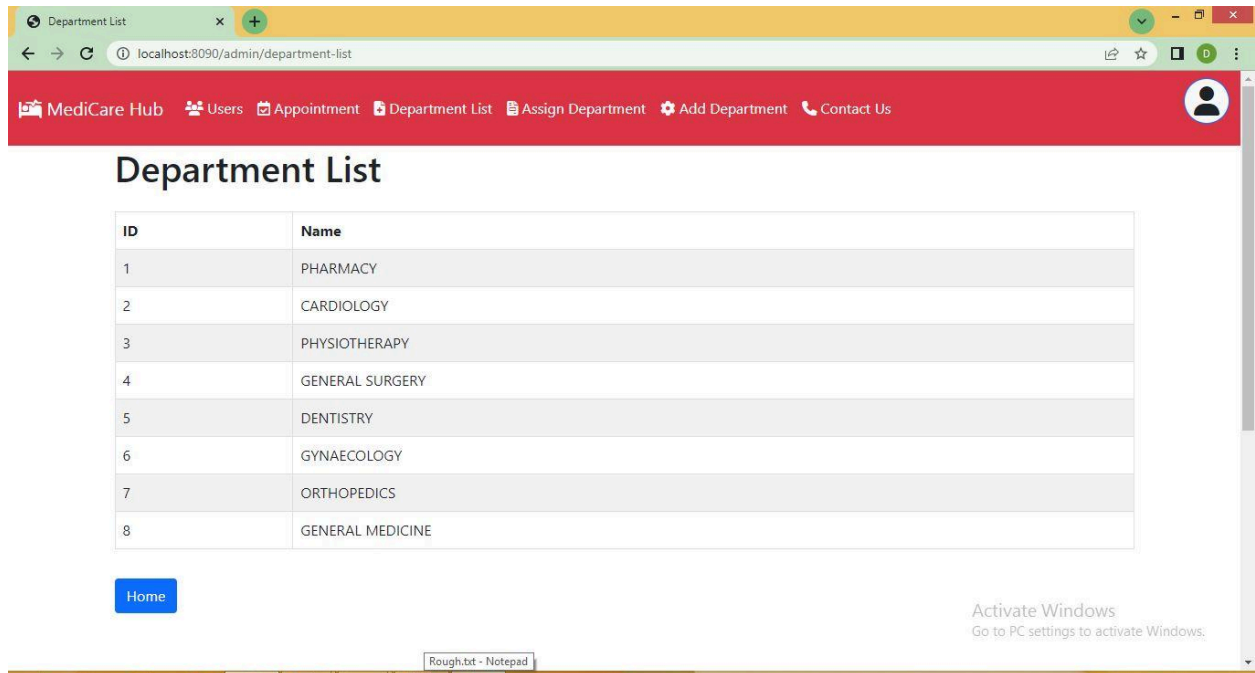 Department List
localhost:8090/admin/department-list
D
MediCare Hub Users Appointment Department List Assign Department Add Department Contact Us
Department List
ID Name
1 PHARMACY
2 CARDIOLOGY
3 PHYSIOTHERAPY
4 GENERAL SURGERY
5 DENTISTRY
6 GYNAECOLOGY
7 ORTHOPEDICS
8 GENERAL MEDICINE
Home
Activate Windows
Go to PC settings to activate Windows.
Rough.txt - Notepad